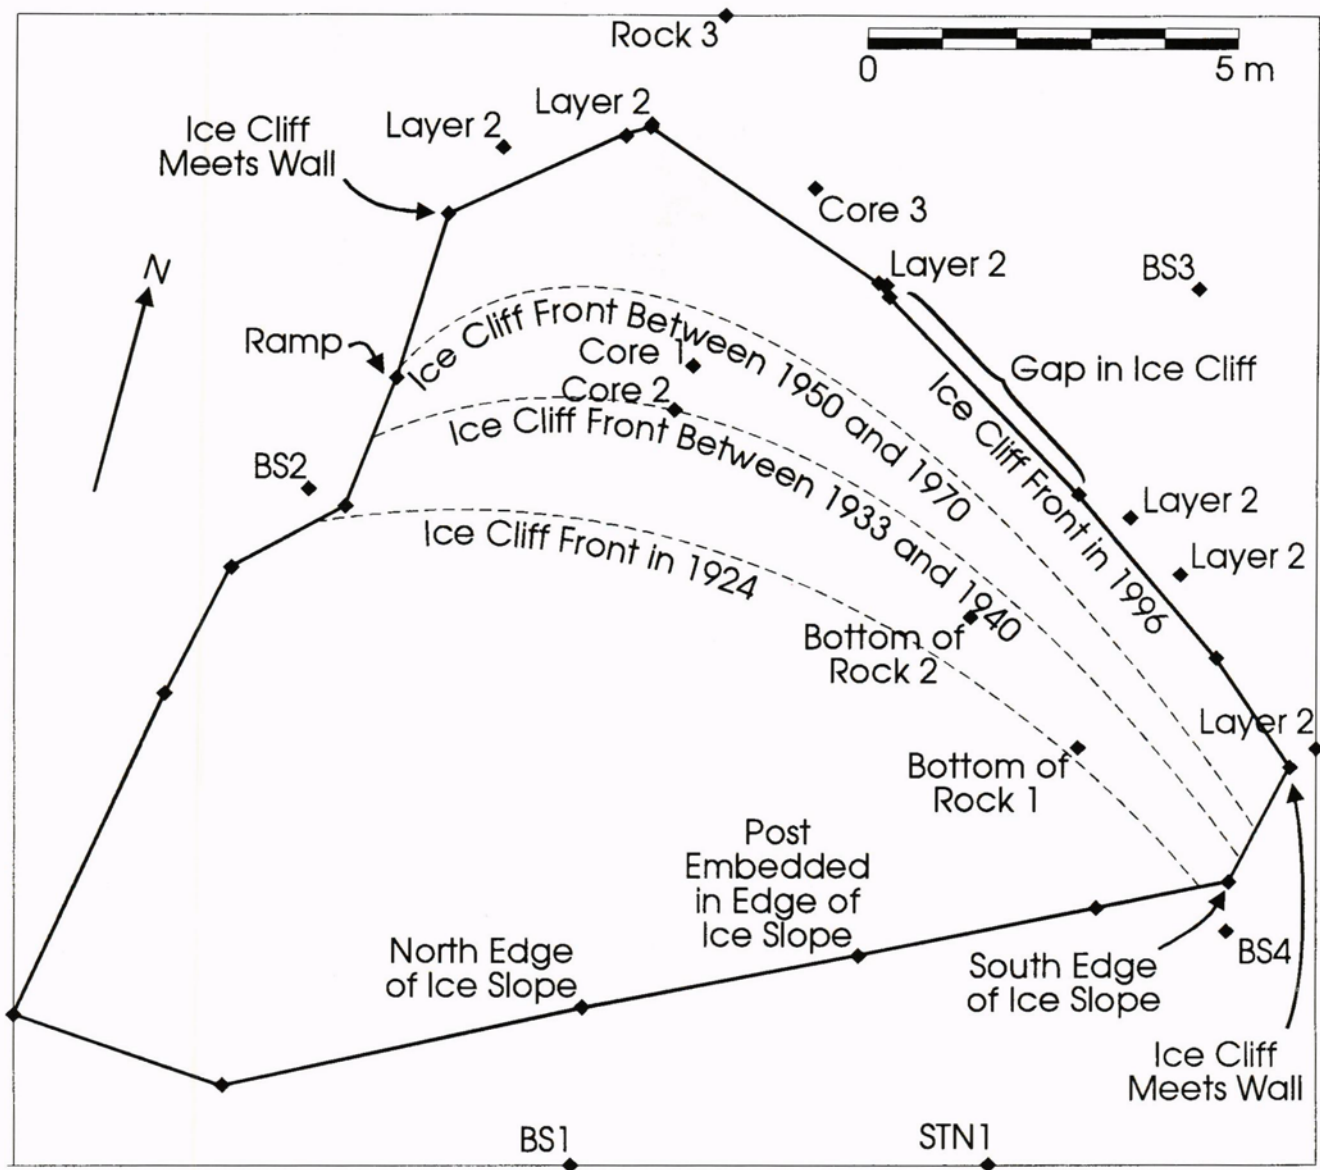 Rock 3
0
5 m
Layer 2
Layer 2
Ice Cliff
Meets Wall
Core 3
N
Layer 2
BS3
Ramp
Ice Cliff Front Between 1950 and 1970
Core 1
Gap in Ice Cliff
Core 2
Ice Cliff Front Between 1933 and 1940
Ice Cliff Front in 1996
BS2
Layer 2
Ice Cliff Front in 1924
Layer 2
Bottom of
Rock 2
Layer 2
Bottom of
Rock 1
Post
Embedded
in Edge of
Ice Slope
North Edge
of Ice Slope
South Edge
of Ice Slope
BS4
Ice Cliff
Meets Wall
BS1
STN1